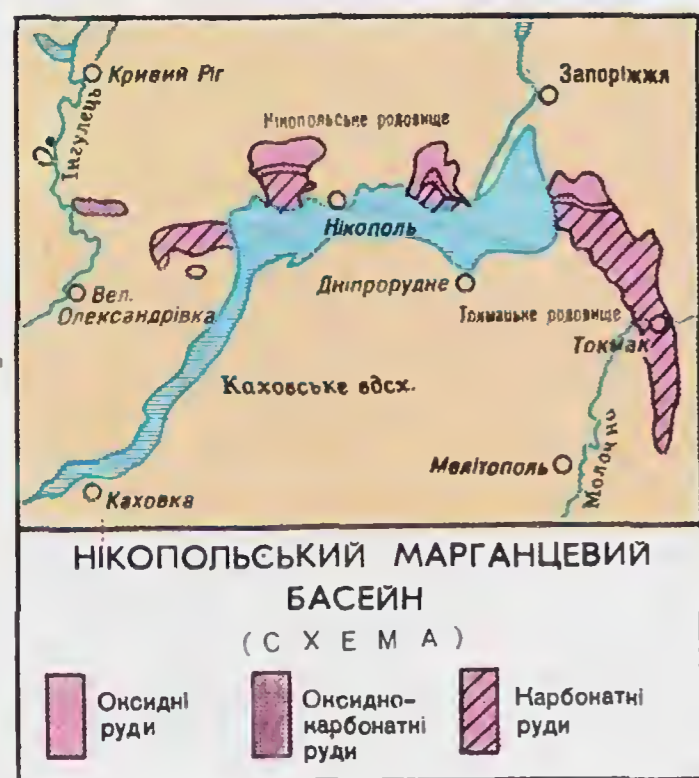 Кривий Ріг
Запоріжжя
Інгулець
Нікопольське родовище
Нікополь
Дніпрорудне
Вел.
Олександрівка
Токмацьке родовище
Токмак
Каховське вдсх.
Мелітополь
Молочна
Каховка
НІКОПОЛЬСЬКИЙ МАРГАНЦЕВИЙ
БАСЕЙН
(СХЕМА)
Оксидні
руди
Оксидно-
карбонатні
руди
Карбонатні
руди